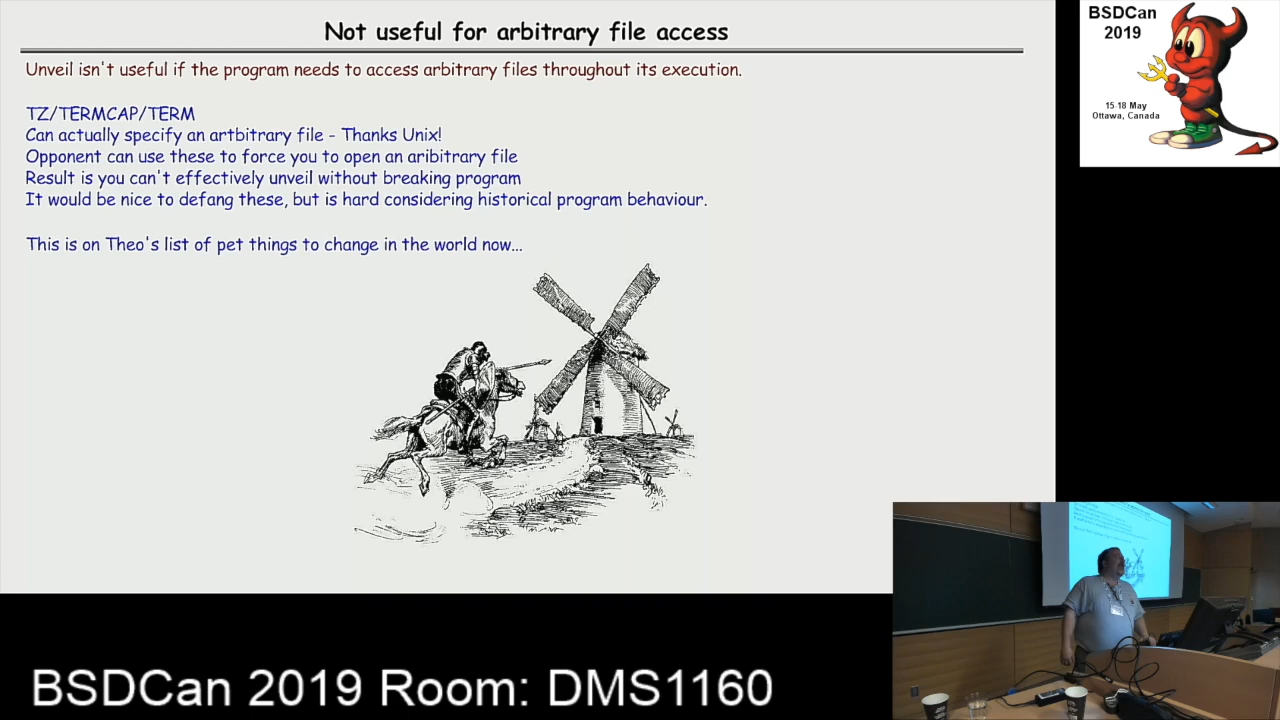 Not useful for arbitrary file access
Unveil isn't useful if the program needs to access arbitrary files throughout its execution.
TZ/TERMCAP/TERM
Can actually specify an artbitrary file - Thanks Unix!
Opponent can use these to force you to open an aribitrary file
Result is you can't effectively unveil without breaking program
It would be nice to defang these, but is hard considering historical program behaviour.
This is on Theo's list of pet things to change in the world now...
BSDCan
2019
15-18 May
Ottawa, Canada
BSDCan 2019 Room: DMS1160